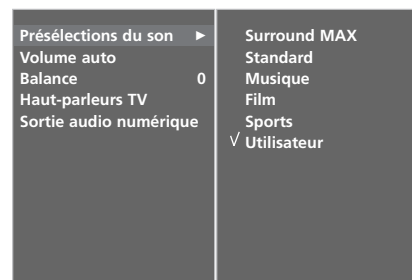 Présélections du son ►
Volume auto
Balance 0
Haut-parleurs TV
Sortie audio numérique
Surround MAX
Standard
Musique
Film
Sports
√ Utilisateur